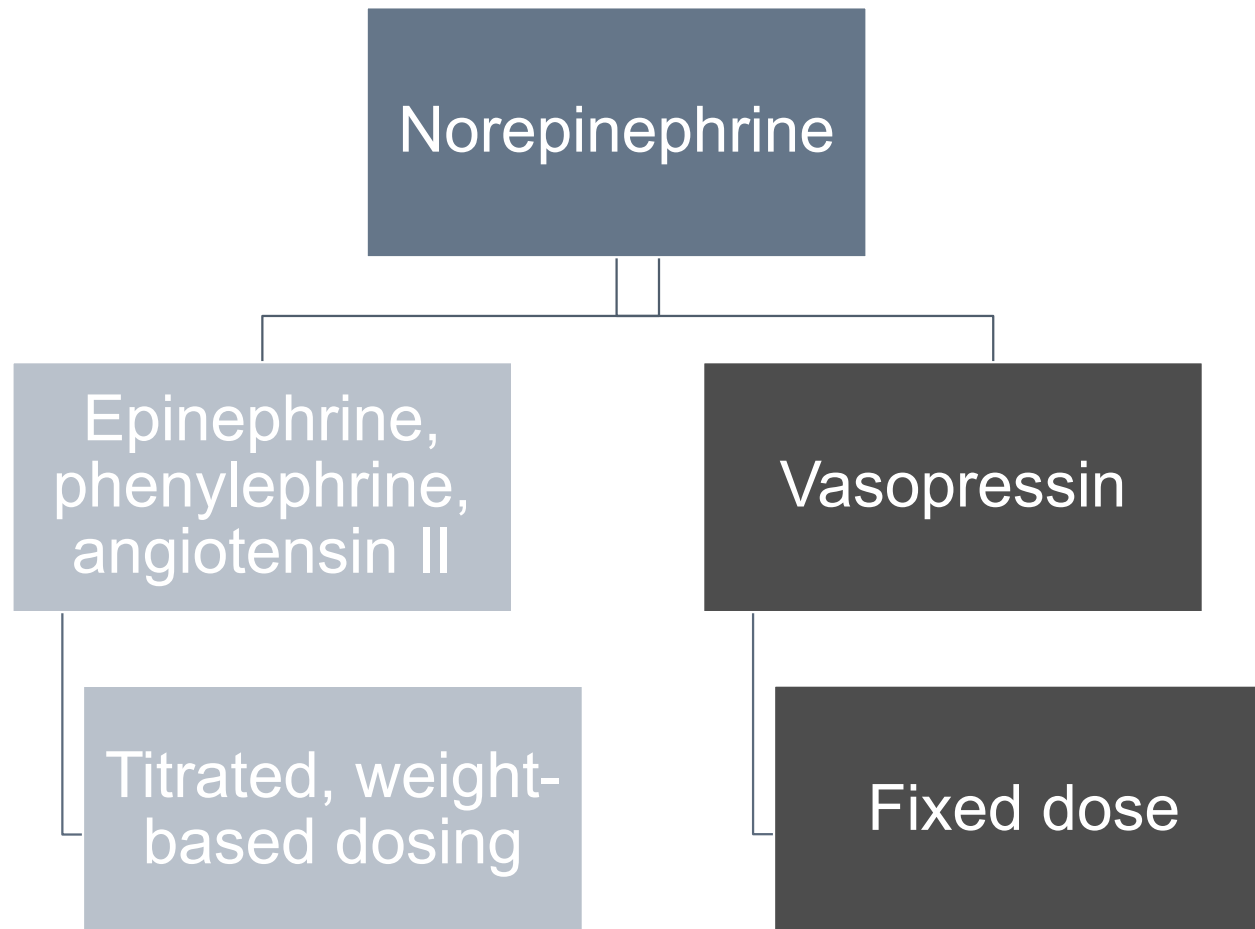 Norepinephrine
Epinephrine,
phenylephrine,
angiotensin II
Vasopressin
Titrated, weight-
based dosing
Fixed dose